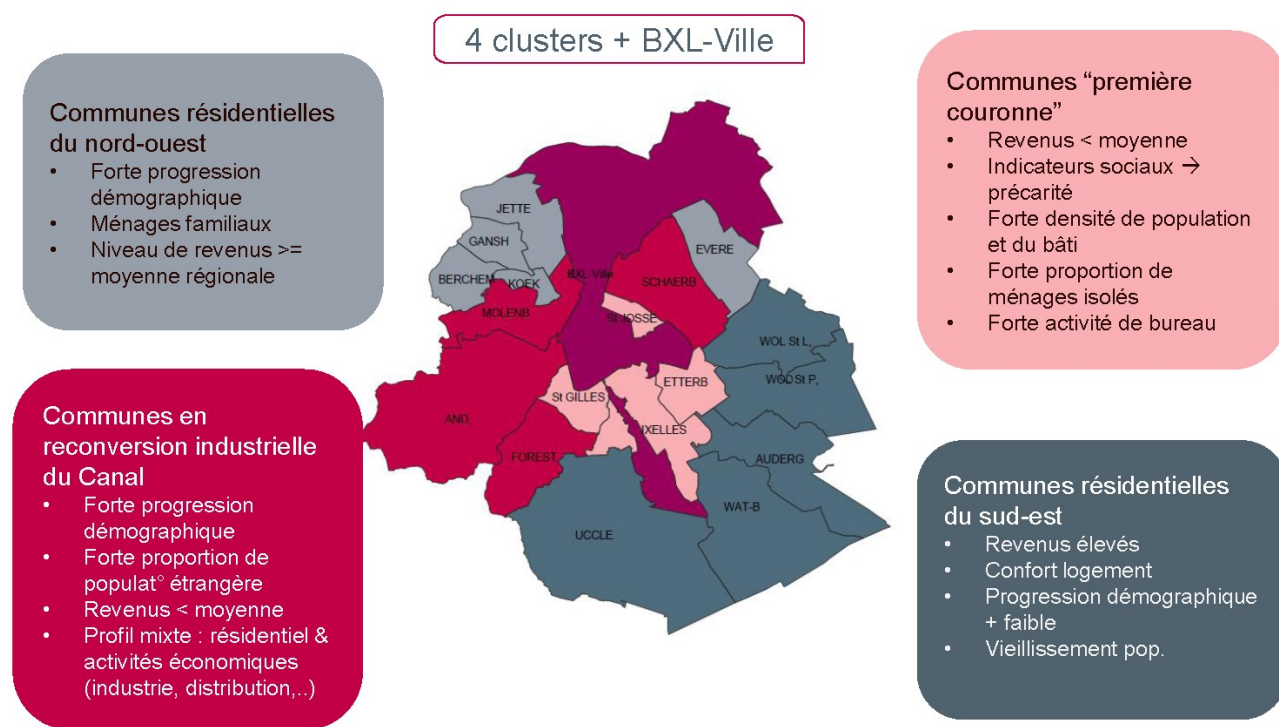 4 clusters + BXL-Ville
Communes résidentielles
du nord-ouest
• Forte progression
démographique
• Ménages familiaux
• Niveau de revenus >=
moyenne régionale
Communes “première
couronne”
• Revenus < moyenne
• Indicateurs sociaux →
précarité
• Forte densité de population
et du bâti
• Forte proportion de
ménages isolés
• Forte activité de bureau
JETTE
GANSH
EVERE
BERCHEM
KOEK
BXL-Ville
SCHAERB
MOLENB
St JOSSE
WOL St L,
WOL St P,
ETTERB
St GILLES
AND,
IXELLES
FOREST
AUDERG
WAT-B
UCCLE
Communes en
reconversion industrielle
du Canal
• Forte progression
démographique
• Forte proportion de
populat° étrangère
• Revenus < moyenne
• Profil mixte : résidentiel &
activités économiques
(industrie, distribution,..)
Communes résidentielles
du sud-est
• Revenus élevés
• Confort logement
• Progression démographique
+ faible
• Vieillissement pop.